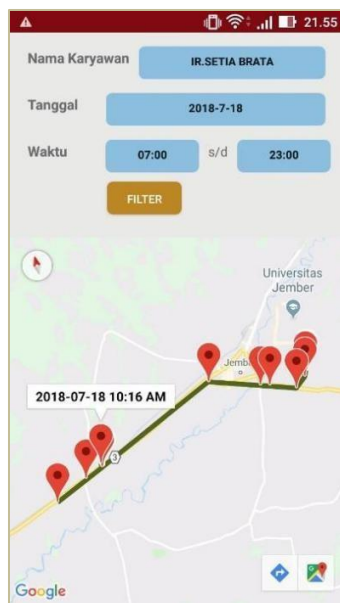 21.55
Nama Karyawan IR.SETIA BRATA
Tanggal 2018-7-18
Waktu 07:00 s/d 23:00
FILTER
Universitas
Jember
2018-07-18 10:16 AM
3
Google